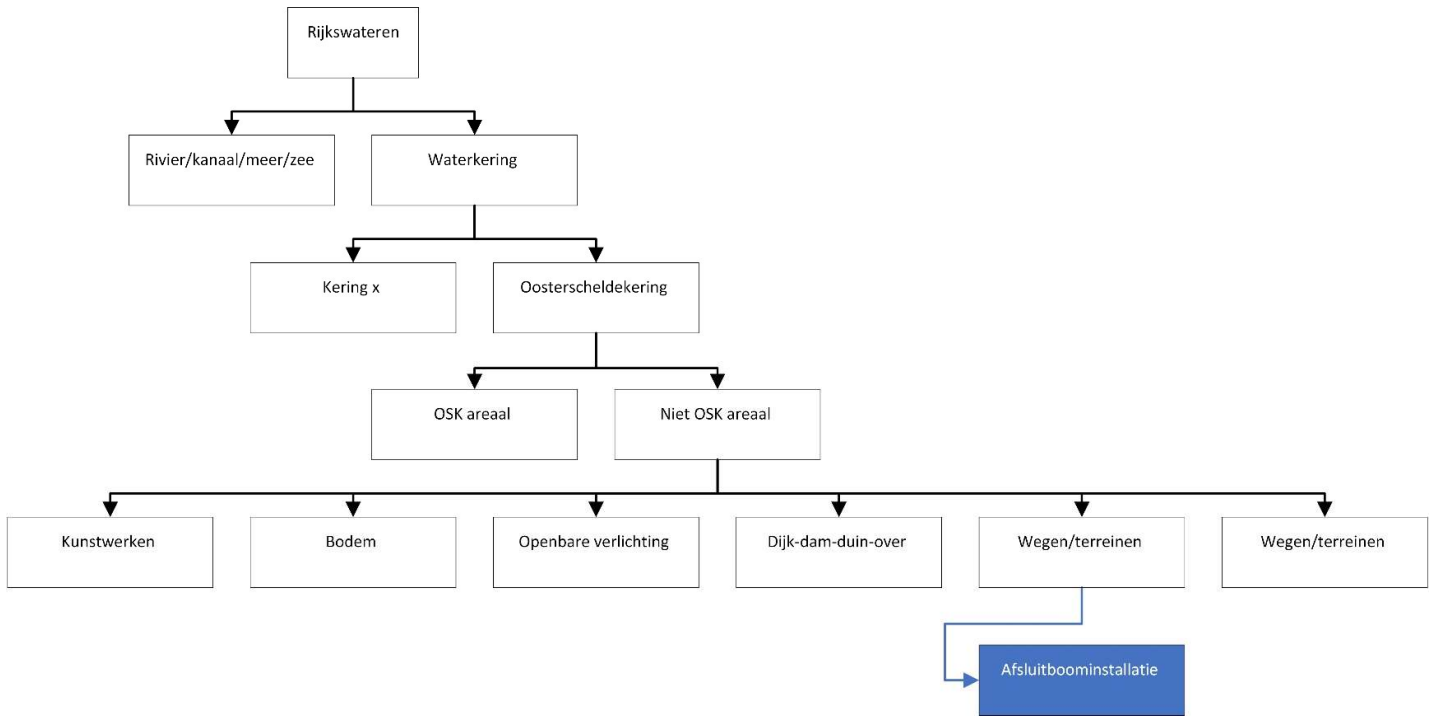 Rijkswateren
Rivier/kanaal/meer/zee
Waterkering
Kering x
Oosterscheldekering
OSK areaal
Niet OSK areaal
Kunstwerken
Bodem
Openbare verlichting
Dijk-dam-duin-over
Wegen/terreinen
Wegen/terreinen
Afsluitboominstallatie